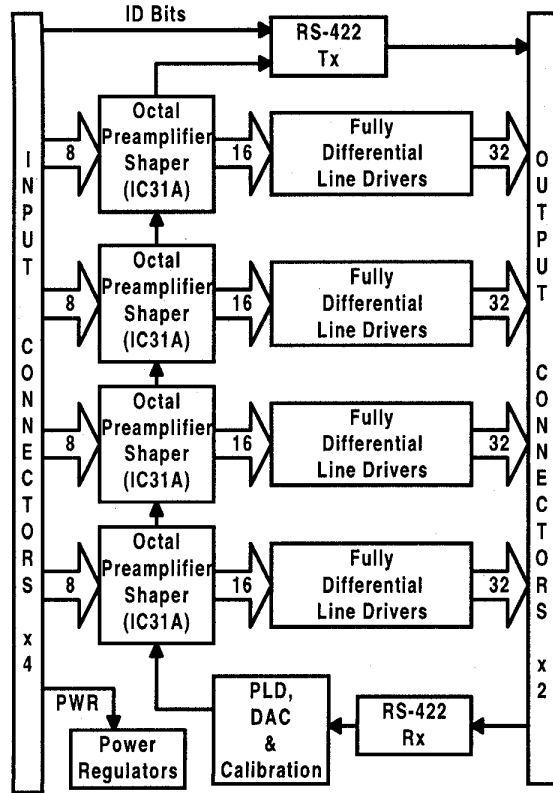 ID Bits
RS-422
Tx
INPUT CONNECTORS x4
OUTPUT CONNECTORS x2
8
Octal
Preamplifier
Shaper
(IC31A)
16
Fully
Differential
Line Drivers
32
8
Octal
Preamplifier
Shaper
(IC31A)
16
Fully
Differential
Line Drivers
32
8
Octal
Preamplifier
Shaper
(IC31A)
16
Fully
Differential
Line Drivers
32
8
Octal
Preamplifier
Shaper
(IC31A)
16
Fully
Differential
Line Drivers
32
PWR
Power
Regulators
PLD,
DAC
&
Calibration
RS-422
Rx